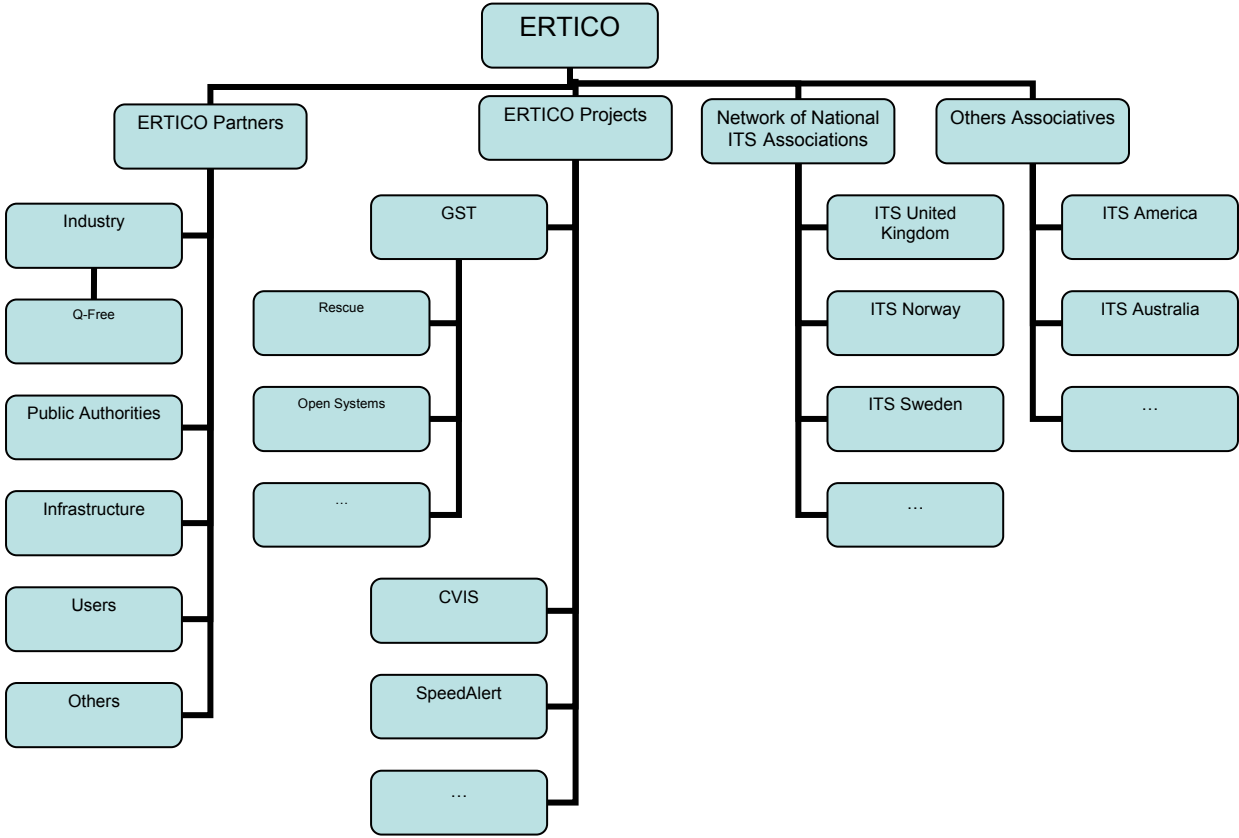 ERTICO
ERTICO Partners
ERTICO Projects
Network of National
ITS Associations
Others Associatives
Industry
Q-Free
Public Authorities
Infrastructure
Users
Others
GST
Rescue
Open Systems
…
CVIS
SpeedAlert
…
ITS United
Kingdom
ITS Norway
ITS Sweden
…
ITS America
ITS Australia
…